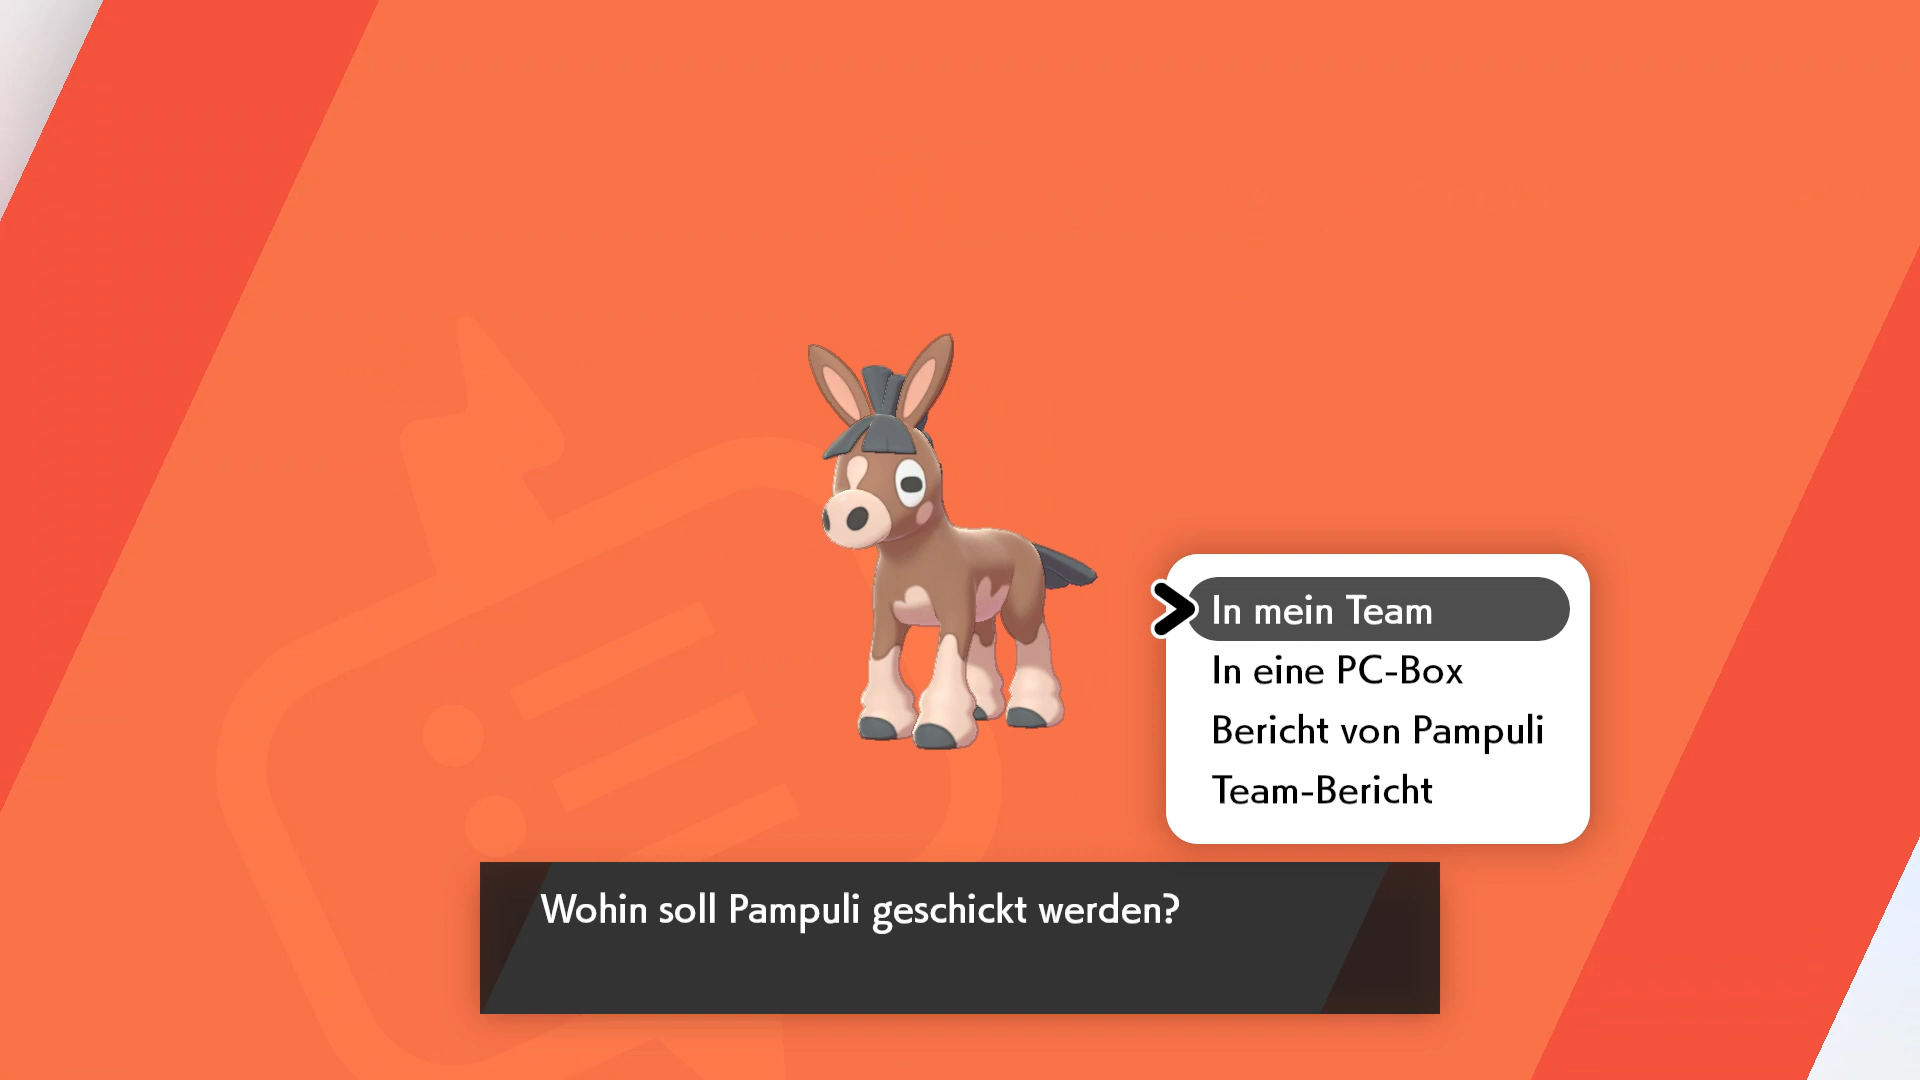 In mein Team
In eine PC-Box
Bericht von Pampuli
Team-Bericht
Wohin soll Pampuli geschickt werden?